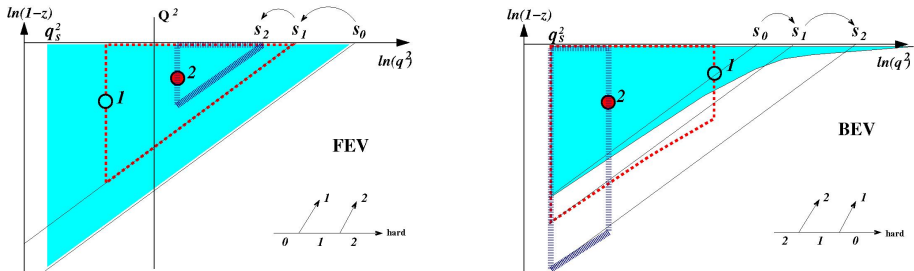 ln(1-z)
q_s^2
Q^2
s_2 s_1 s_0
ln(q^2)
2
1
FEV
1 2
0 1 2 hard
ln(1-z)
q_s^2
s_0 s_1 s_2
ln(q^2)
1
2
BEV
2 1
2 1 0 hard